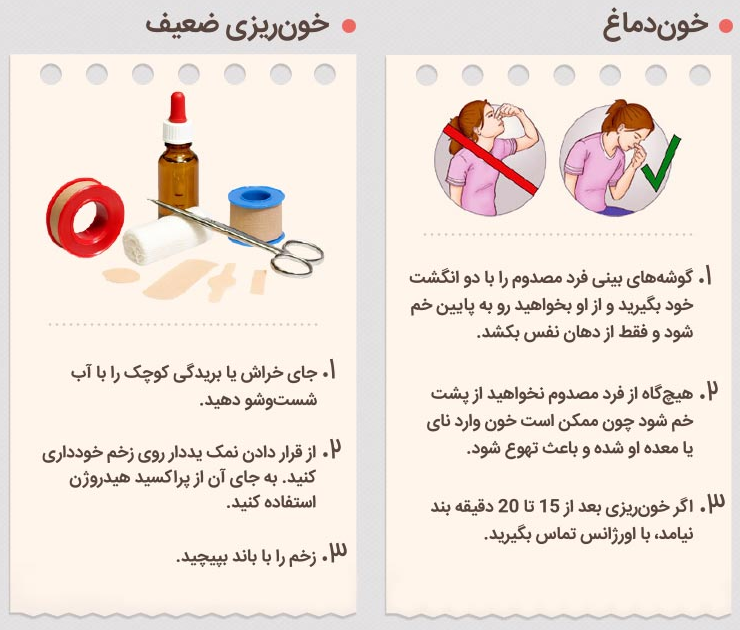 خون‌دماغ
۱. گوشه‌های بینی فرد مصدوم را با دو انگشت
خود بگیرید و از او بخواهید رو به پایین خم
شود و فقط از دهان نفس بکشد.
۲. هیچ‌گاه از فرد مصدوم نخواهید از پشت
خم شود چون ممکن است خون وارد نای
یا معده او شده و باعث تهوع شود.
۳. اگر خون‌ریزی بعد از 15 تا 20 دقیقه بند
نیامد، با اورژانس تماس بگیرید.
خون‌ریزی ضعیف
۱. جای خراش یا بریدگی کوچک را با آب
شست‌وشو دهید.
۲. از قرار دادن نمک یددار روی زخم خودداری
کنید. به جای آن از پراکسید هیدروژن
استفاده کنید.
۳. زخم را با باند بپیچید.